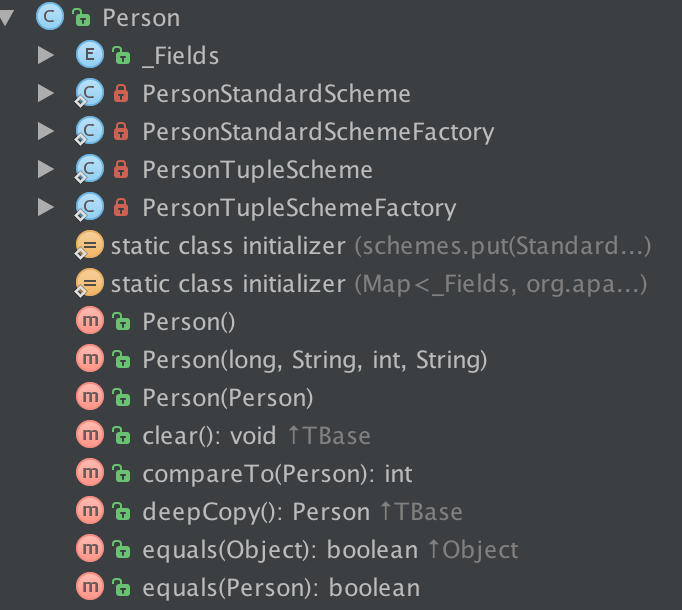 C Person
E _Fields
C PersonStandardScheme
C PersonStandardSchemeFactory
C PersonTupleScheme
C PersonTupleSchemeFactory
= static class initializer (schemes.put(Standard...)
= static class initializer (Map<_Fields, org.apa...)
m Person()
m Person(long, String, int, String)
m Person(Person)
m clear(): void ↑TBase
m compareTo(Person): int
m deepCopy(): Person ↑TBase
m equals(Object): boolean ↑Object
m equals(Person): boolean